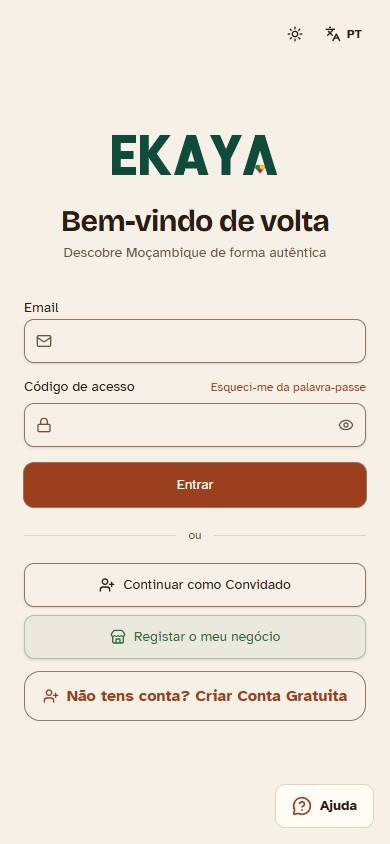 PT
EKAYA
Bem-vindo de volta
Descobre Moçambique de forma autêntica
Email
Código de acesso
Esqueci-me da palavra-passe
Entrar
ou
Continuar como Convidado
Registar o meu negócio
Não tens conta? Criar Conta Gratuita
Ajuda